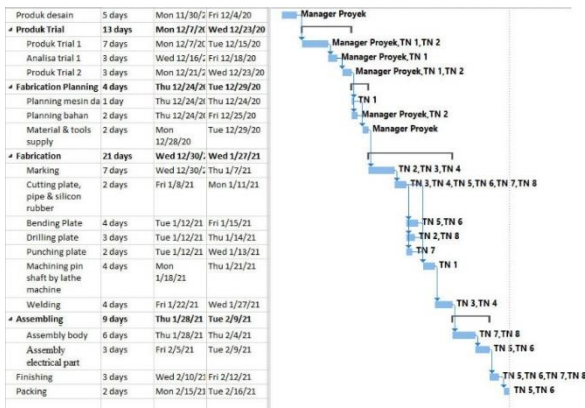 Produk desain 5 days Mon 11/30/2 Fri 12/4/20 Manager Proyek
Produk Trial 13 days Mon 12/7/20 Wed 12/23/20
Produk Trial 1 7 days Mon 12/7/20 Tue 12/15/20 Manager Proyek,TN 1,TN 2
Analisa trial 1 3 days Wed 12/16/2 Fri 12/18/20 Manager Proyek,TN 1
Produk Trial 2 3 days Mon 12/21/2 Wed 12/23/20 Manager Proyek,TN 1,TN 2
Fabrication Planning 4 days Thu 12/24/20 Tue 12/29/20
Planning mesin da 1 day Thu 12/24/20 Thu 12/24/20 TN 1
Planning bahan 2 days Thu 12/24/20 Fri 12/25/20 Manager Proyek,TN 2
Material & tools 2 days Mon Tue 12/29/20 Manager Proyek
supply 12/28/20
Fabrication 21 days Wed 12/30/2 Wed 1/27/21
Marking 7 days Wed 12/30/2 Thu 1/7/21 TN 2,TN 3,TN 4
Cutting plate, 2 days Fri 1/8/21 Mon 1/11/21 TN 3,TN 4,TN 5,TN 6,TN 7,TN 8
pipe & silicon
rubber
Bending Plate 4 days Tue 1/12/21 Fri 1/15/21 TN 5,TN 6
Drilling plate 3 days Tue 1/12/21 Thu 1/14/21 TN 2,TN 8
Punching plate 2 days Tue 1/12/21 Wed 1/13/21 TN 7
Machining pin 4 days Mon Thu 1/21/21 TN 1
shaft by lathe 1/18/21
machine
Welding 4 days Fri 1/22/21 Wed 1/27/21 TN 3,TN 4
Assembling 9 days Thu 1/28/21 Tue 2/9/21
Assembly body 6 days Thu 1/28/21 Thu 2/4/21 TN 7,TN 8
Assembly 3 days Fri 2/5/21 Tue 2/9/21 TN 5,TN 6
electrical part
Finishing 3 days Wed 2/10/21 Fri 2/12/21 TN 5,TN 6,TN 7,TN 8
Packing 2 days Mon 2/15/21 Tue 2/16/21 TN 5,TN 6